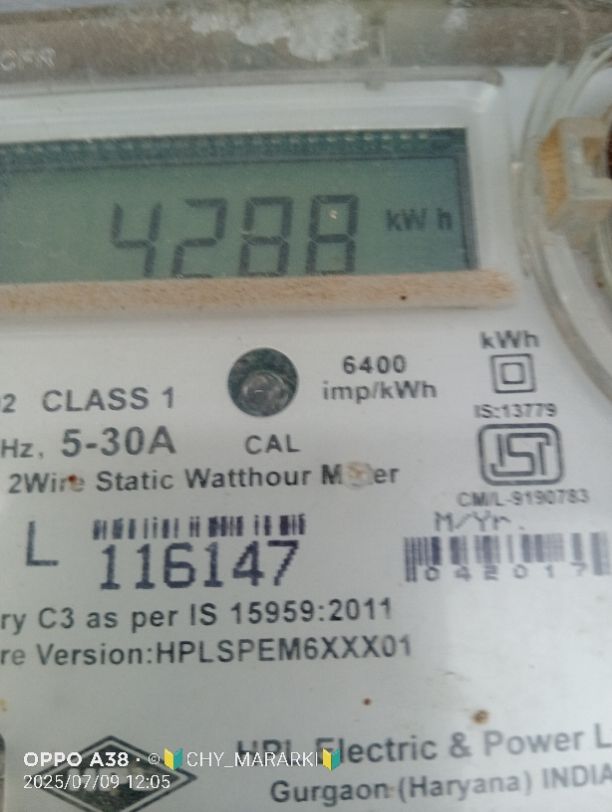 CFR
4288 kWh
kWh
6400
imp/kWh
CLASS 1
IS:13779
Hz, 5-30A
CAL
2Wire Static Watthour Meter
CM/L-9190783
M/Yr.
L 116147
042017
ry C3 as per IS 15959:2011
re Version:HPLSPEM6XXX01
HPL Electric & Power L
Gurgaon (Haryana) INDIA
OPPO A38 · ©🔰CHY_MARARKI🔰
2025/07/09 12:05